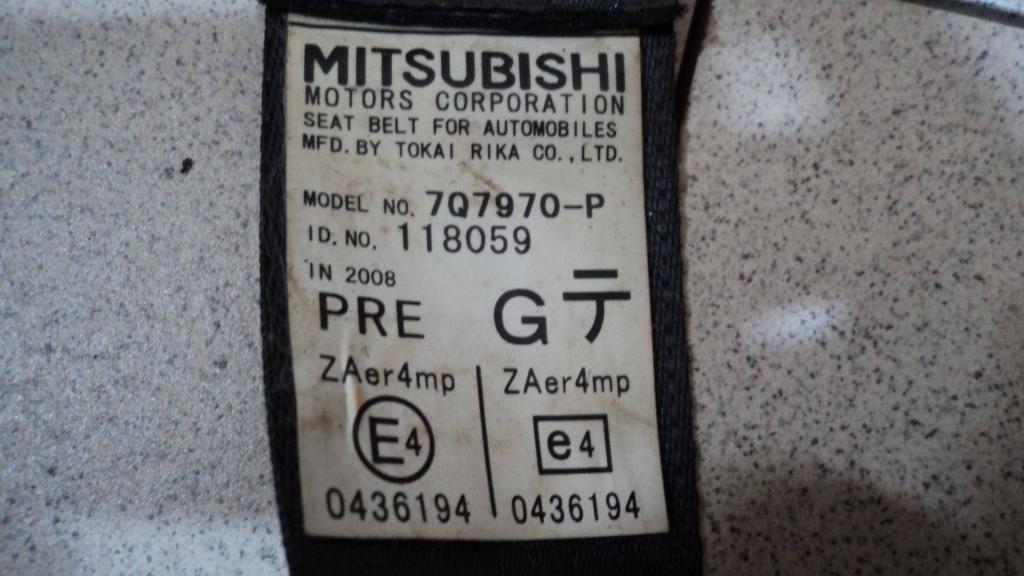 MITSUBISHI
MOTORS CORPORATION
SEAT BELT FOR AUTOMOBILES
MFD. BY TOKAI RIKA CO., LTD.
MODEL NO. 7Q7970-P
ID. NO. 118059
IN 2008
PRE G テ
ZAer4mp ZAer4mp
E4 e4
0436194 0436194